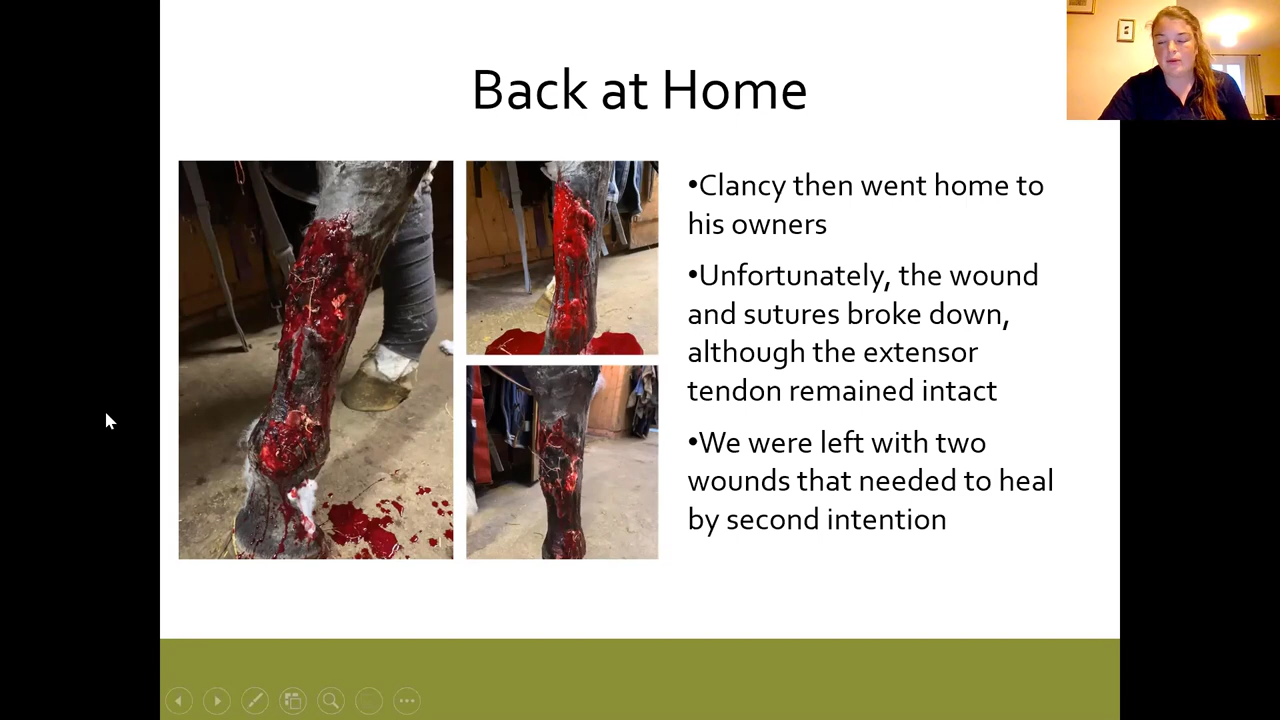 Back at Home
•Clancy then went home to
his owners
•Unfortunately, the wound
and sutures broke down,
although the extensor
tendon remained intact
•We were left with two
wounds that needed to heal
by second intention